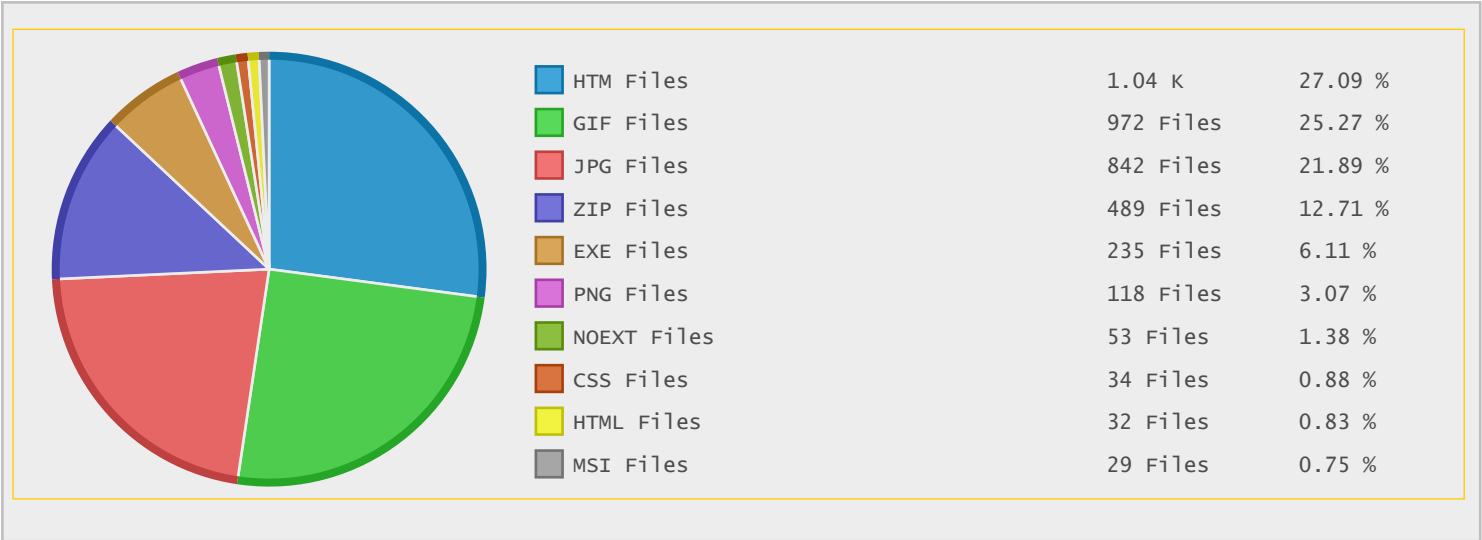 HTM Files 1.04 K 27.09 %
GIF Files 972 Files 25.27 %
JPG Files 842 Files 21.89 %
ZIP Files 489 Files 12.71 %
EXE Files 235 Files 6.11 %
PNG Files 118 Files 3.07 %
NOEXT Files 53 Files 1.38 %
CSS Files 34 Files 0.88 %
HTML Files 32 Files 0.83 %
MSI Files 29 Files 0.75 %